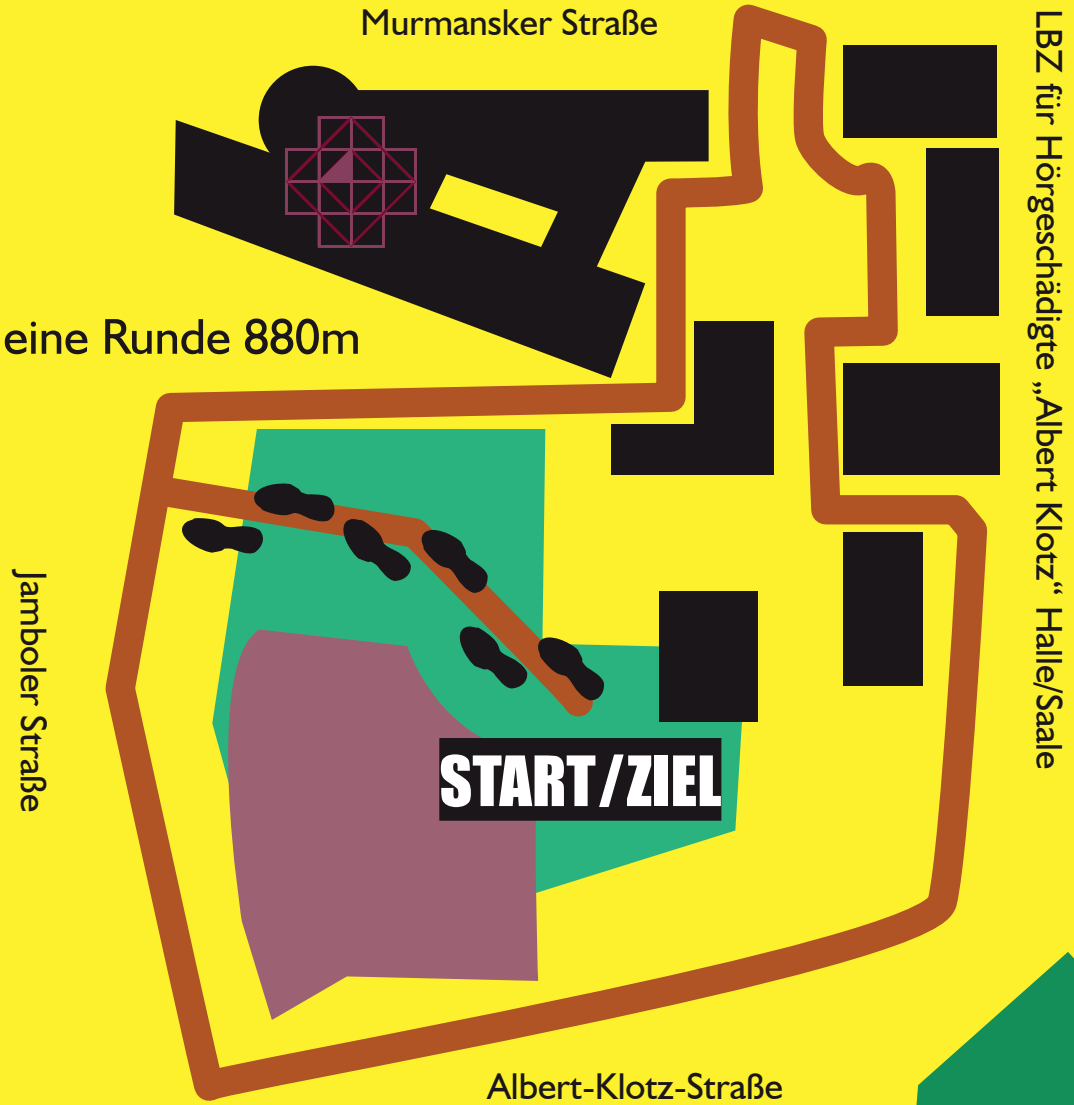 Murmansker Straße
LBZ für Hörgeschädigte „Albert Klotz“ Halle/Saale
eine Runde 880m
Jamboler Straße
START/ZIEL
Albert-Klotz-Straße